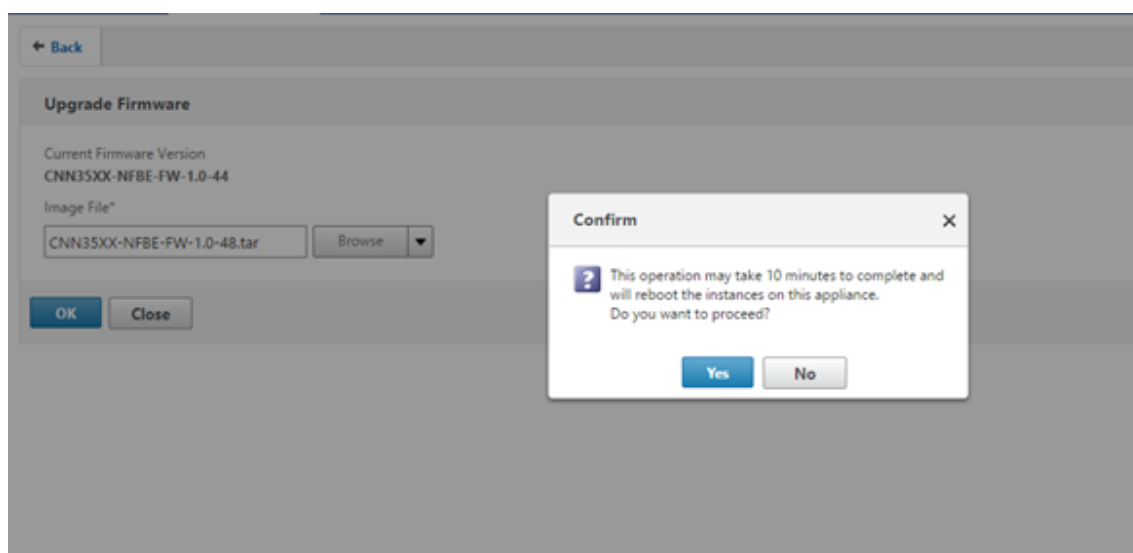 Back
Upgrade Firmware
Current Firmware Version
CNN35XX-NFBE-FW-1.0-44
Image File*
CNN35XX-NFBE-FW-1.0-48.tar Browse
OK Close
Confirm
This operation may take 10 minutes to complete and
will reboot the instances on this appliance.
Do you want to proceed?
Yes No